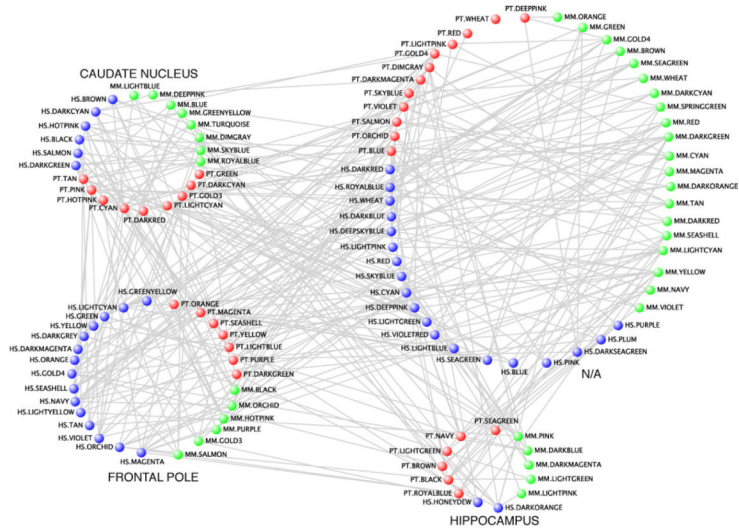 CAUDATE NUCLEUS
MM.LIGHTBLUE
MM.DEEPPINK
MM.BLUE
MM.GREENYELLOW
MM.TURQUOISE
MM.DIMGRAY
MM.SKYBLUE
MM.ROYALBLUE
PT.GREEN
PT.DARKCYAN
PT.GOLD3
PT.LIGHTCYAN
PT.DARKRED
PT.CYAN
PT.HOTPINK
PT.PINK
PT.TAN
HS.DARKGREEN
HS.SALMON
HS.BLACK
HS.HOTPINK
HS.DARKCYAN
HS.BROWN
PT.DEEPPINK
PT.WHEAT
PT.RED
PT.LIGHTPINK
PT.GOLD4
PT.DIMGRAY
PT.DARKMAGENTA
PT.SKYBLUE
PT.VIOLET
PT.SALMON
PT.ORCHID
PT.BLUE
HS.DARKRED
HS.ROYALBLUE
HS.WHEAT
HS.DARKBLUE
HS.DEEPSKYBLUE
HS.LIGHTPINK
HS.RED
HS.SKYBLUE
HS.CYAN
HS.DEEPPINK
HS.LIGHTGREEN
HS.VIOLETRED
HS.LIGHTBLUE
HS.SEAGREEN
HS.BLUE
HS.PINK
HS.DARKSEAGREEN
HS.PLUM
HS.PURPLE
MM.VIOLET
MM.NAVY
MM.YELLOW
MM.LIGHTCYAN
MM.SEASHELL
MM.DARKRED
MM.TAN
MM.DARKORANGE
MM.MAGENTA
MM.CYAN
MM.DARKGREEN
MM.RED
MM.SPRINGGREEN
MM.DARKCYAN
MM.WHEAT
MM.SEAGREEN
MM.BROWN
MM.GOLD4
MM.GREEN
MM.ORANGE
N/A
HS.GREENYELLOW
PT.ORANGE
PT.MAGENTA
PT.SEASHELL
PT.YELLOW
PT.LIGHTBLUE
PT.PURPLE
PT.DARKGREEN
MM.BLACK
MM.ORCHID
MM.HOTPINK
MM.PURPLE
MM.GOLD3
MM.SALMON
HS.MAGENTA
HS.ORCHID
HS.VIOLET
HS.TAN
HS.LIGHTYELLOW
HS.NAVY
HS.SEASHELL
HS.GOLD4
HS.ORANGE
HS.DARKMAGENTA
HS.DARKGREY
HS.YELLOW
HS.GREEN
HS.LIGHTCYAN
FRONTAL POLE
PT.SEAGREEN
MM.PINK
MM.DARKBLUE
MM.DARKMAGENTA
MM.LIGHTGREEN
MM.LIGHTPINK
HS.DARKORANGE
HS.HONEYDEW
PT.ROYALBLUE
PT.BLACK
PT.BROWN
PT.LIGHTGREEN
PT.NAVY
HIPPOCAMPUS